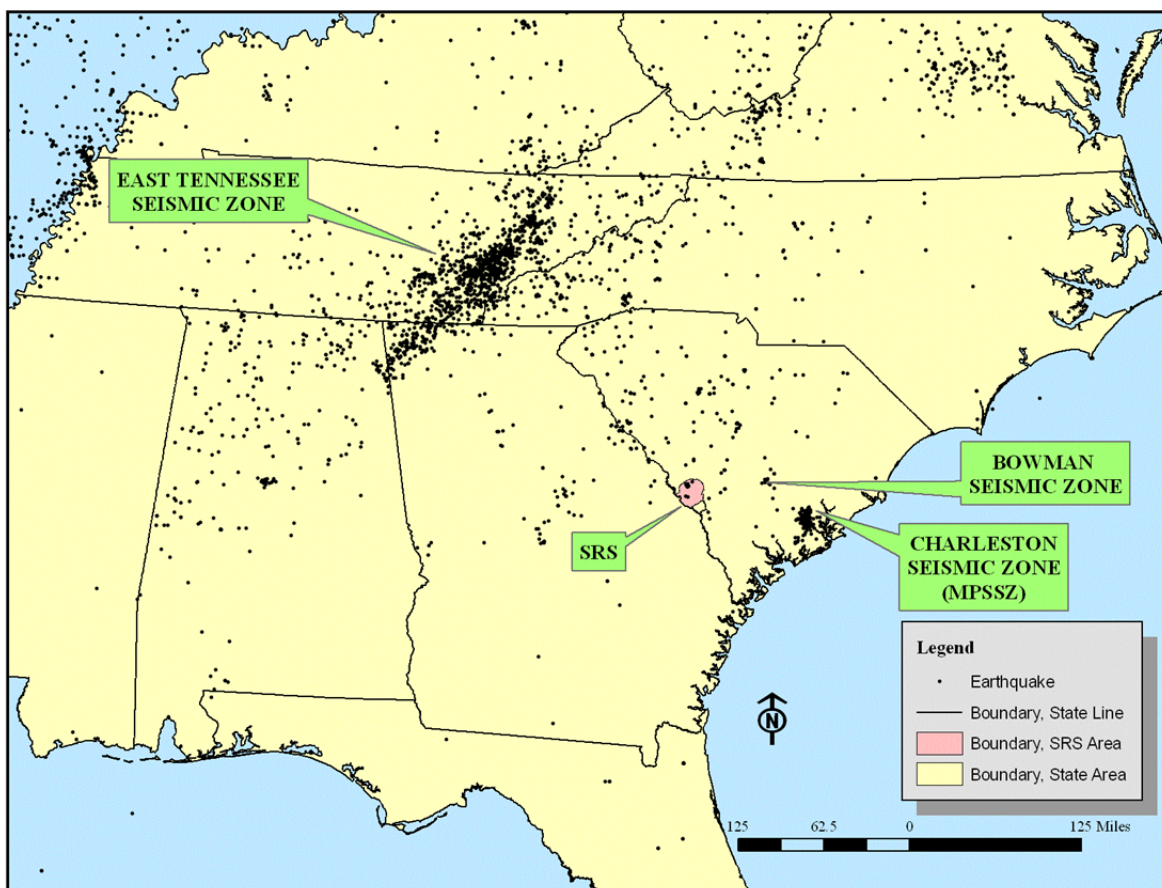 EAST TENNESSEE
SEISMIC ZONE
BOWMAN
SEISMIC ZONE
SRS
CHARLESTON
SEISMIC ZONE
(MPSSZ)
Legend
Earthquake
Boundary, State Line
Boundary, SRS Area
Boundary, State Area
N
125 62.5 0 125 Miles